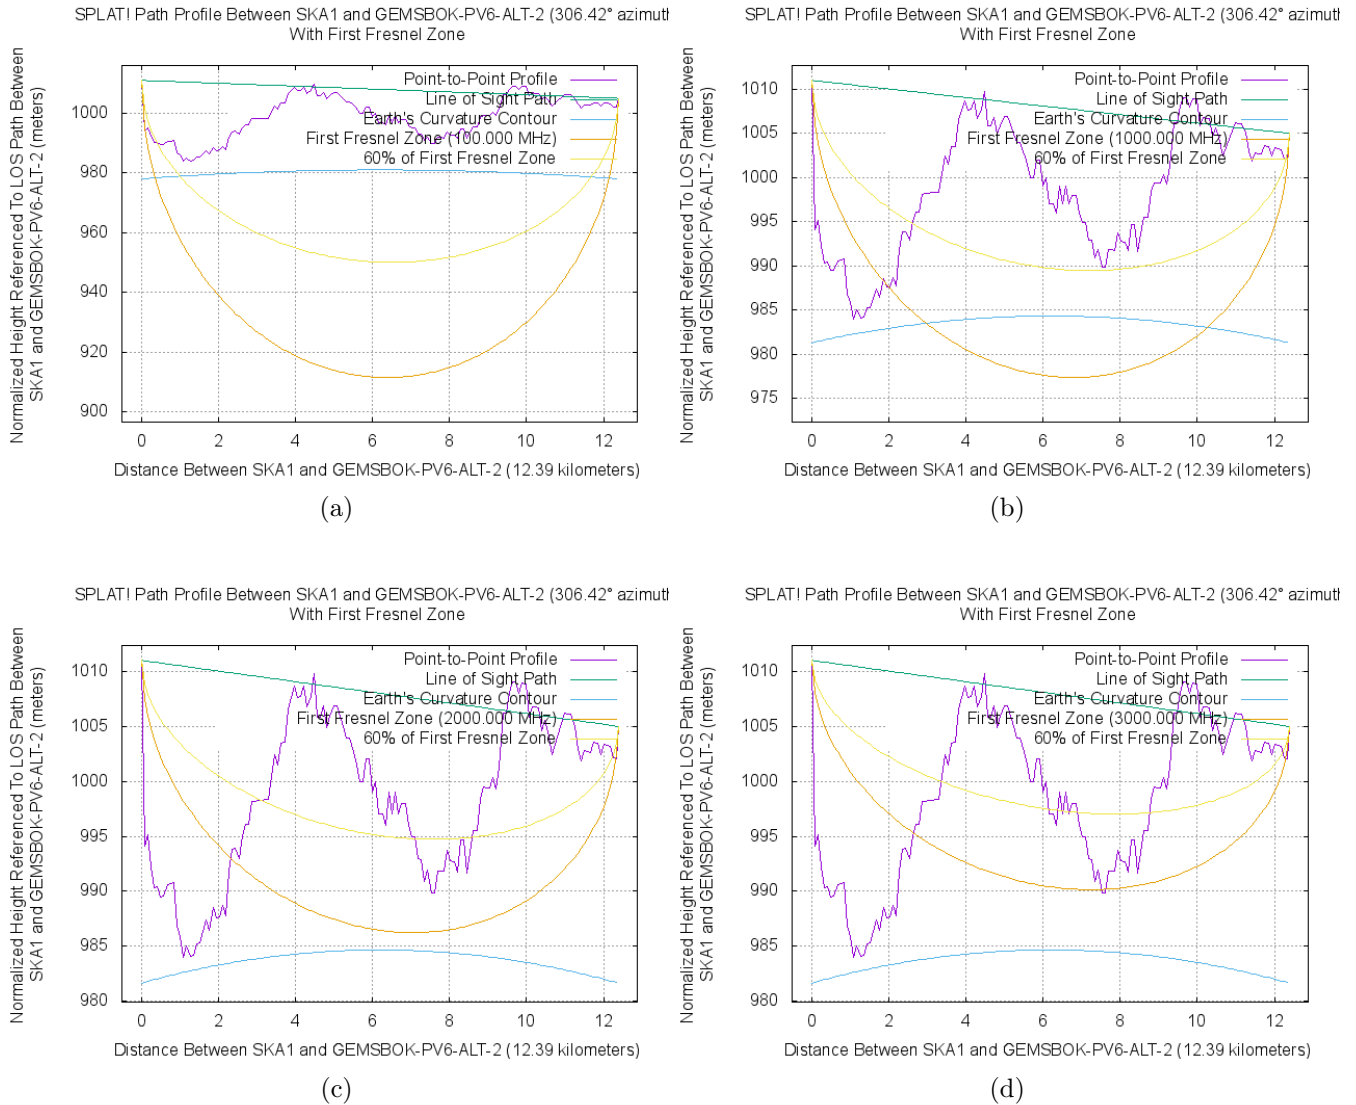 SPLAT! Path Profile Between SKA1 and GEMSBOK-PV6-ALT-2 (306.42° azimuth
With First Fresnel Zone
Normalized Height Referenced To LOS Path Between
SKA1 and GEMSBOK-PV6-ALT-2 (meters)
Point-to-Point Profile
Line of Sight Path
Earth's Curvature Contour
First Fresnel Zone (100.000 MHz)
60% of First Fresnel Zone
1000
980
960
940
920
900
0 2 4 6 8 10 12
Distance Between SKA1 and GEMSBOK-PV6-ALT-2 (12.39 kilometers)
(a)
SPLAT! Path Profile Between SKA1 and GEMSBOK-PV6-ALT-2 (306.42° azimuth
With First Fresnel Zone
Normalized Height Referenced To LOS Path Between
SKA1 and GEMSBOK-PV6-ALT-2 (meters)
Point-to-Point Profile
Line of Sight Path
Earth's Curvature Contour
First Fresnel Zone (1000.000 MHz)
60% of First Fresnel Zone
1010
1005
1000
995
990
985
980
975
0 2 4 6 8 10 12
Distance Between SKA1 and GEMSBOK-PV6-ALT-2 (12.39 kilometers)
(b)
SPLAT! Path Profile Between SKA1 and GEMSBOK-PV6-ALT-2 (306.42° azimuth
With First Fresnel Zone
Normalized Height Referenced To LOS Path Between
SKA1 and GEMSBOK-PV6-ALT-2 (meters)
Point-to-Point Profile
Line of Sight Path
Earth's Curvature Contour
First Fresnel Zone (2000.000 MHz)
60% of First Fresnel Zone
1010
1005
1000
995
990
985
980
0 2 4 6 8 10 12
Distance Between SKA1 and GEMSBOK-PV6-ALT-2 (12.39 kilometers)
(c)
SPLAT! Path Profile Between SKA1 and GEMSBOK-PV6-ALT-2 (306.42° azimuth
With First Fresnel Zone
Normalized Height Referenced To LOS Path Between
SKA1 and GEMSBOK-PV6-ALT-2 (meters)
Point-to-Point Profile
Line of Sight Path
Earth's Curvature Contour
First Fresnel Zone (3000.000 MHz)
60% of First Fresnel Zone
1010
1005
1000
995
990
985
980
0 2 4 6 8 10 12
Distance Between SKA1 and GEMSBOK-PV6-ALT-2 (12.39 kilometers)
(d)